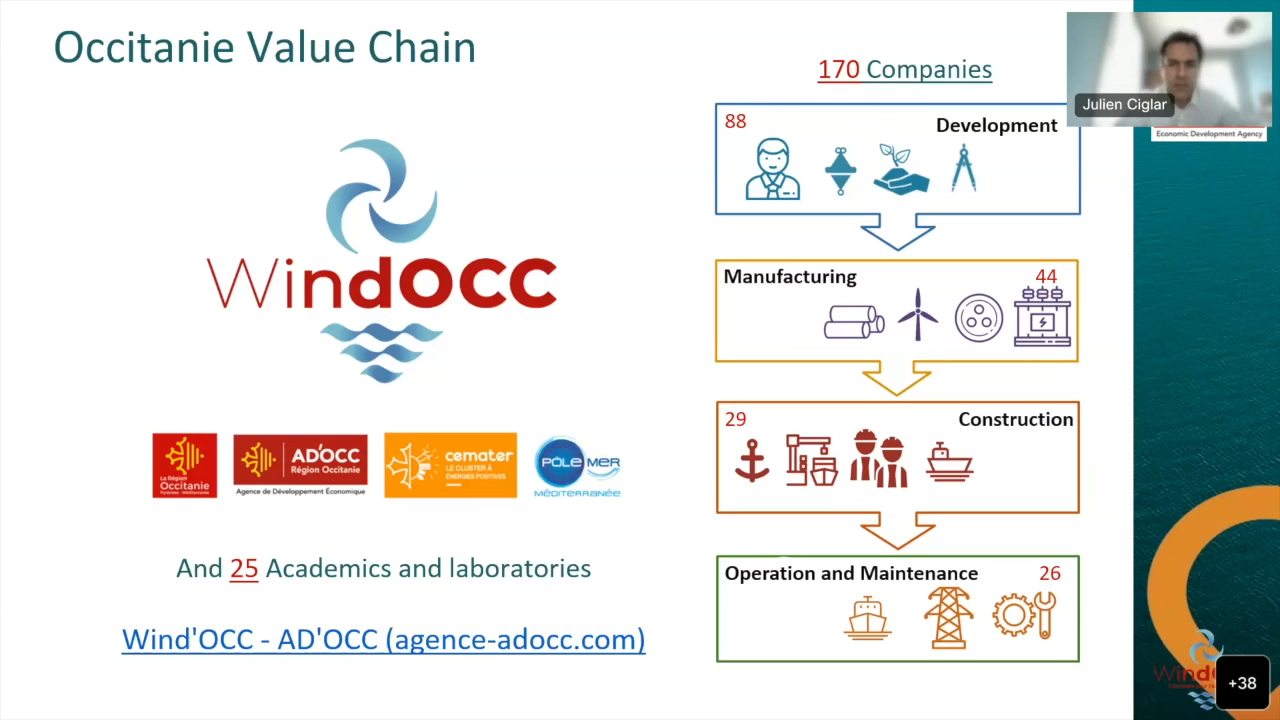 Occitanie Value Chain
170 Companies
Julien Ciglar
Economic Development Agency
88
Development
WindOCC
Manufacturing
44
29
Construction
La Région
Occitanie
Pyrénées - Méditerranée
AD'OCC
Région Occitanie
Agence de Développement Économique
cemater
LE CLUSTER À
ÉNERGIES POSITIVES
PÔLE MER
MÉDITERRANÉE
And 25 Academics and laboratories
Operation and Maintenance
26
Wind'OCC - AD'OCC (agence-adocc.com)
+38